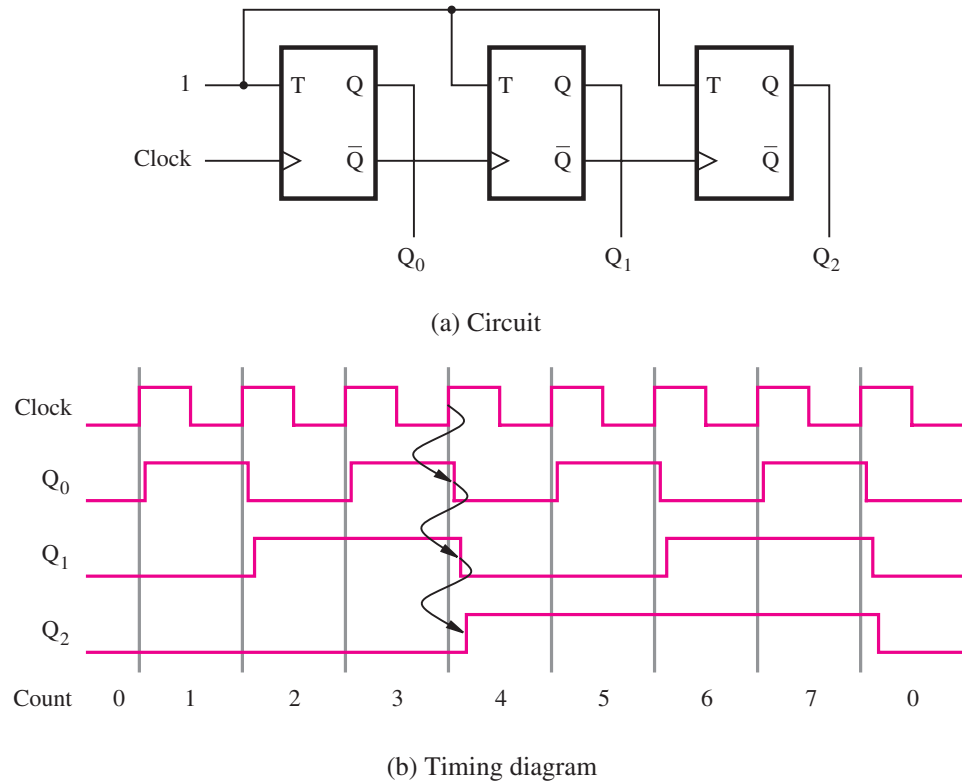 1 T Q T Q T Q
Clock Q̅ Q̅ Q̅
Q₀ Q₁ Q₂
(a) Circuit
Clock
Q₀
Q₁
Q₂
Count 0 1 2 3 4 5 6 7 0
(b) Timing diagram